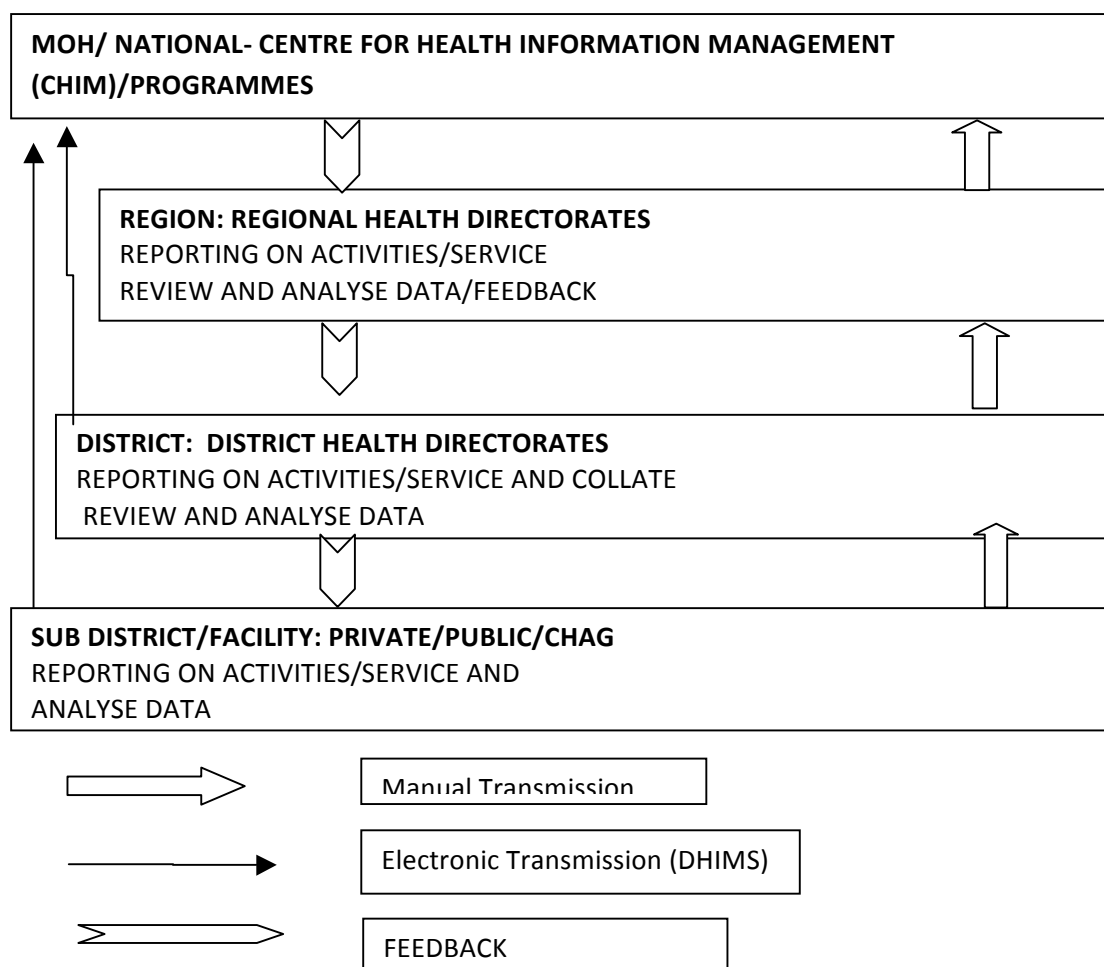 MOH/ NATIONAL- CENTRE FOR HEALTH INFORMATION MANAGEMENT
(CHIM)/PROGRAMMES
REGION: REGIONAL HEALTH DIRECTORATES
REPORTING ON ACTIVITIES/SERVICE
REVIEW AND ANALYSE DATA/FEEDBACK
DISTRICT: DISTRICT HEALTH DIRECTORATES
REPORTING ON ACTIVITIES/SERVICE AND COLLATE
REVIEW AND ANALYSE DATA
SUB DISTRICT/FACILITY: PRIVATE/PUBLIC/CHAG
REPORTING ON ACTIVITIES/SERVICE AND
ANALYSE DATA
Manual Transmission
Electronic Transmission (DHIMS)
FEEDBACK